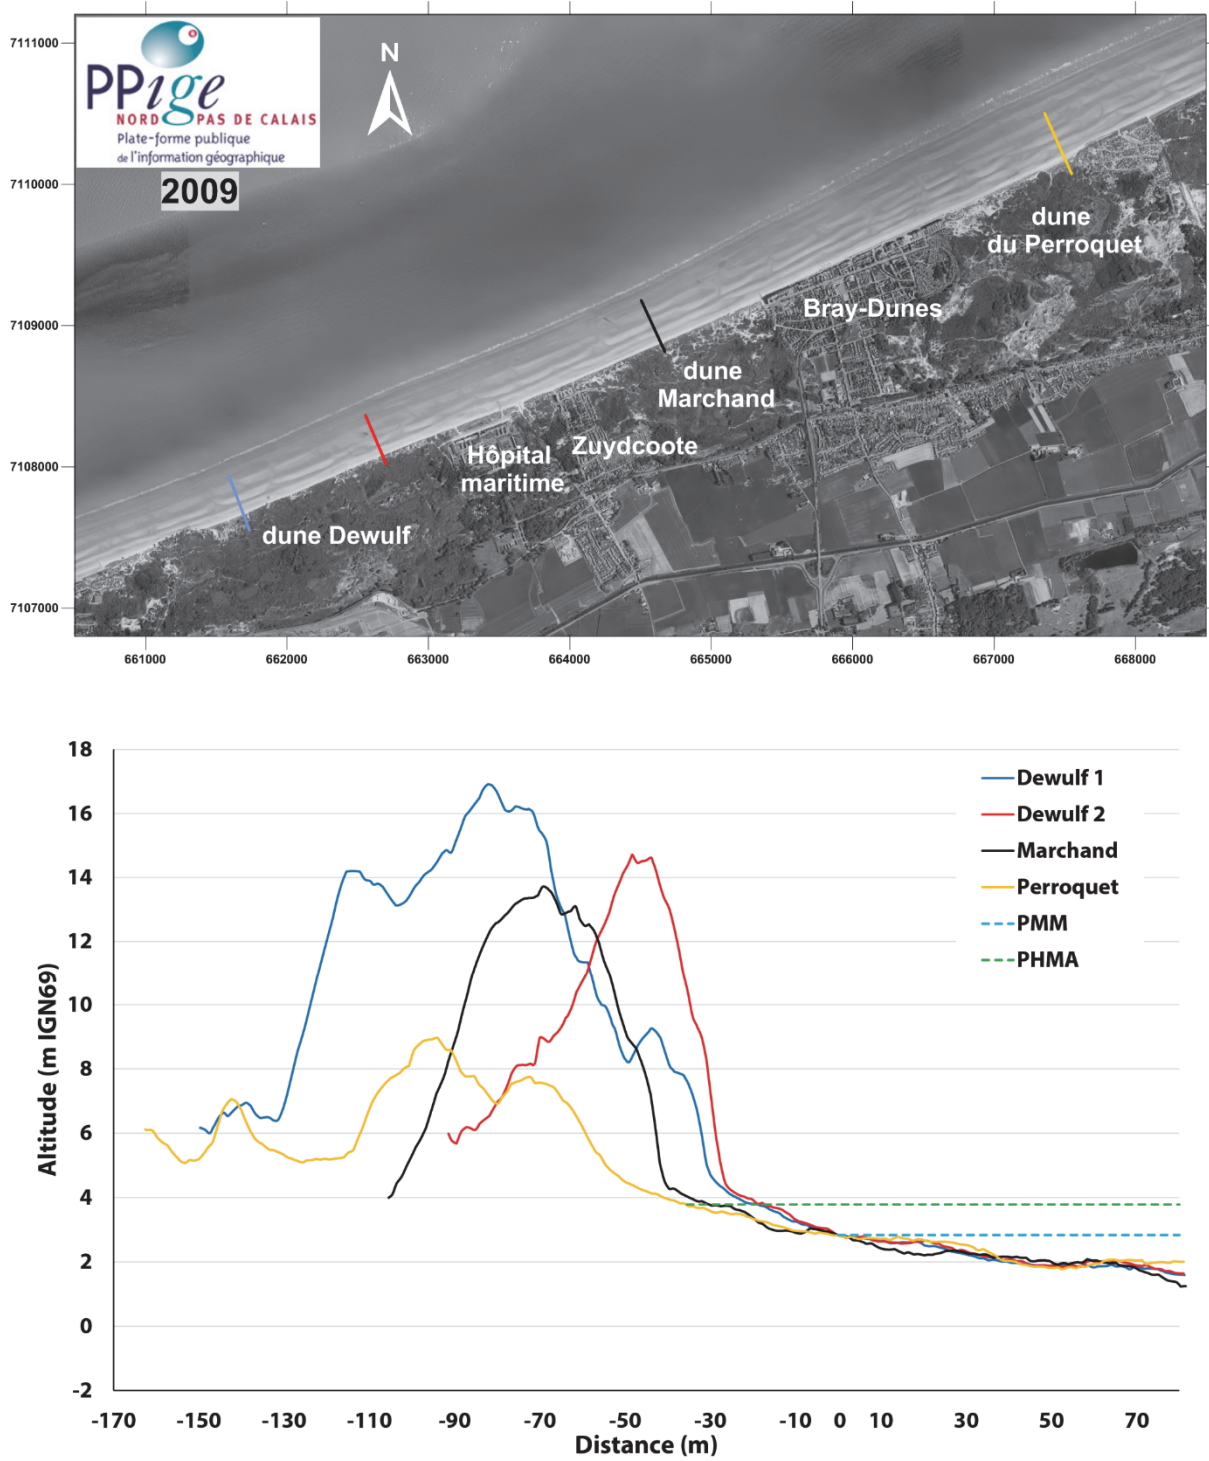 7111000
7110000
7109000
7108000
7107000
PPige
NORD PAS DE CALAIS
Plate-forme publique
de l'information géographique
2009
N
dune
du Perroquet
Bray-Dunes
dune
Marchand
Zuydcoote
Hôpital
maritime
dune Dewulf
661000 662000 663000 664000 665000 666000 667000 668000
18
16
14
12
10
8
6
4
2
0
-2
Altitude (m IGN69)
Dewulf 1
Dewulf 2
Marchand
Perroquet
PMM
PHMA
-170 -150 -130 -110 -90 -70 -50 -30 -10 0 10 30 50 70
Distance (m)